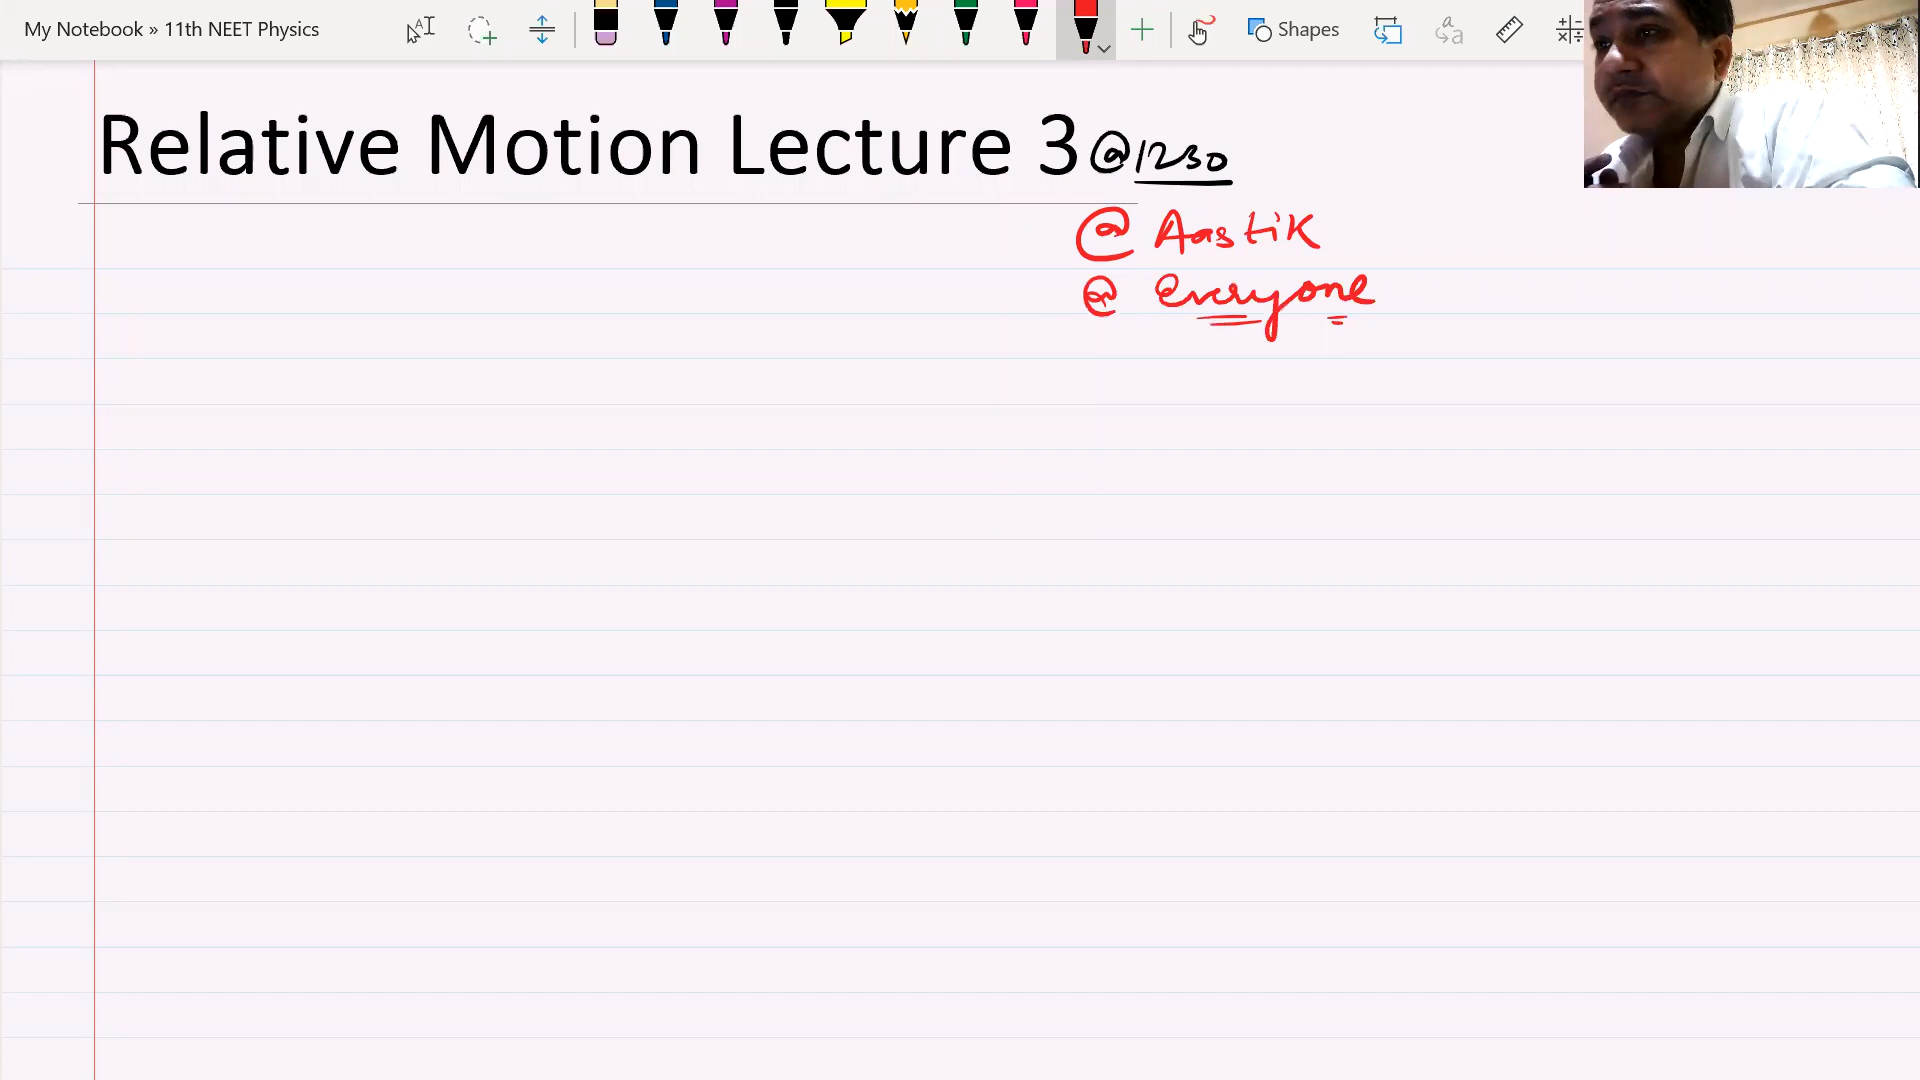 My Notebook » 11th NEET Physics
Shapes
Relative Motion Lecture 3 @1230
@ Aastik
@ Everyone